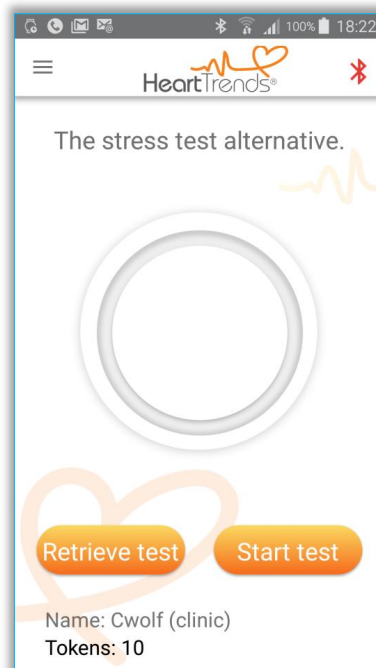 100% 18:22
HeartTrends®
The stress test alternative.
Retrieve test
Start test
Name: Cwolf (clinic)
Tokens: 10